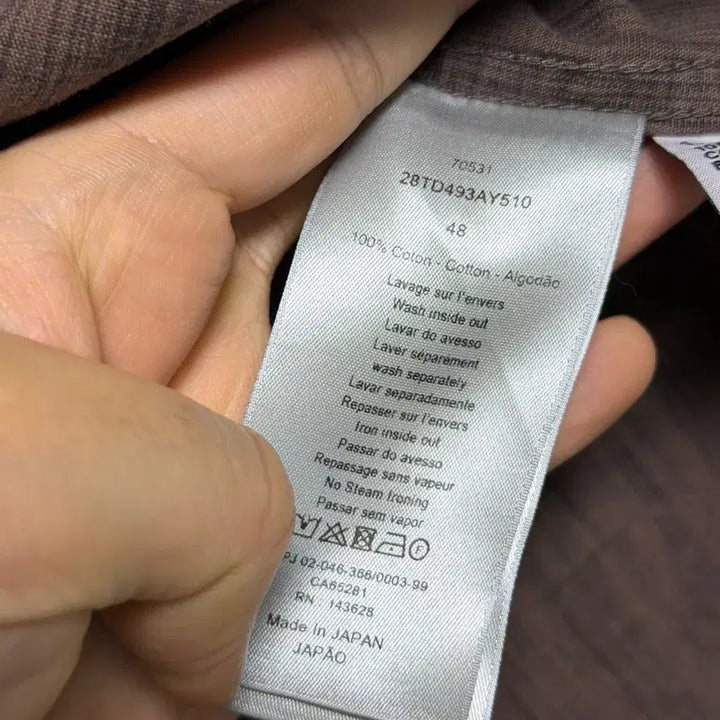 70531
28TD493AY510
48
100% Coton - Cotton - Algodão
Lavage sur l'envers
Wash inside out
Lavar do avesso
Laver séparément
wash separately
Lavar separadamente
Repasser sur l'envers
Iron inside out
Passar do avesso
Repassage sans vapeur
No Steam Ironing
Passar sem vapor
F
PJ 02-046-366/0003-99
CA65281
RN : 143628
Made in JAPAN
JAPÃO